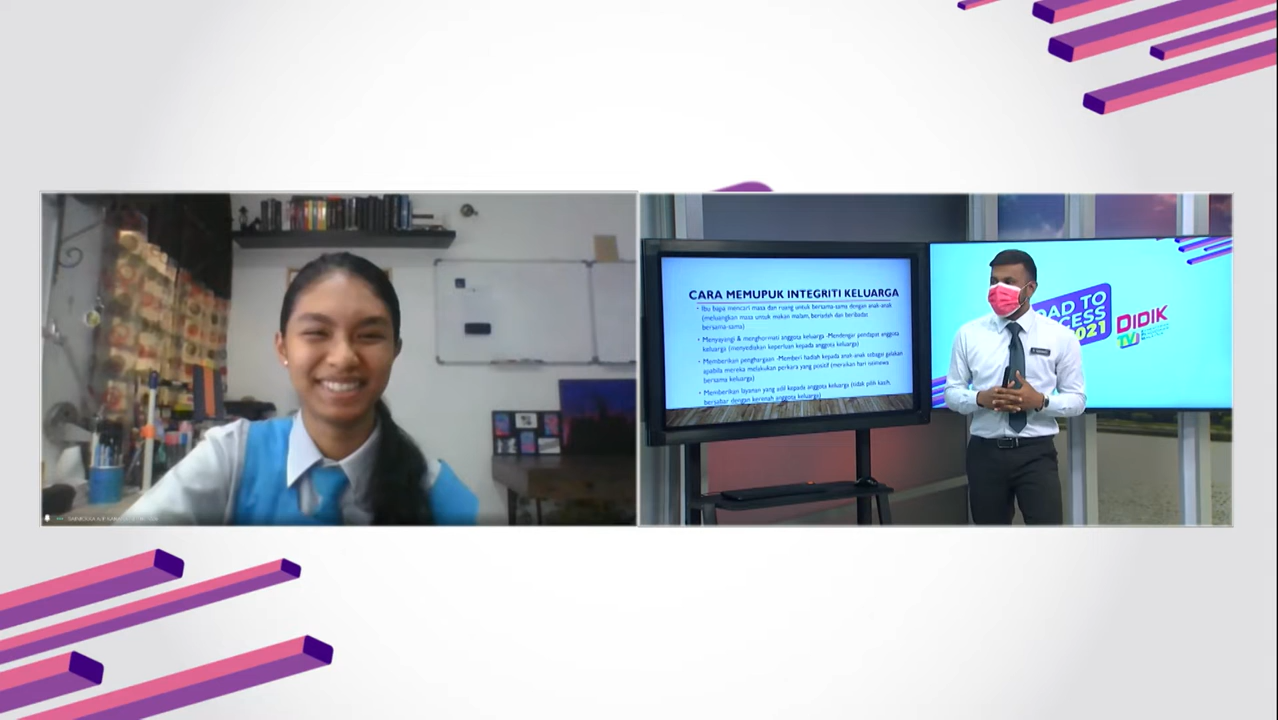 CARA MEMUPUK INTEGRITI KELUARGA
• Ibu bapa mencari masa dan ruang untuk bersama-sama dengan anak-anak
(meluangkan masa untuk makan malam, beriadah dan beribadat
bersama-sama)
• Menyayangi & menghormati anggota keluarga -Mendengar pendapat anggota
keluarga (menyediakan keperluan kepada anggota keluarga)
• Memberikan penghargaan -Memberi hadiah kepada anak-anak sebagai galakan
apabila mereka melakukan perkara yang positif (meraikan hari istimewa
bersama keluarga)
• Memberikan layanan yang adil kepada anggota keluarga (tidak pilih kasih,
bersabar dengan kerenah anggota keluarga)
OAD TO
CESS
2021
DIDIK
TV